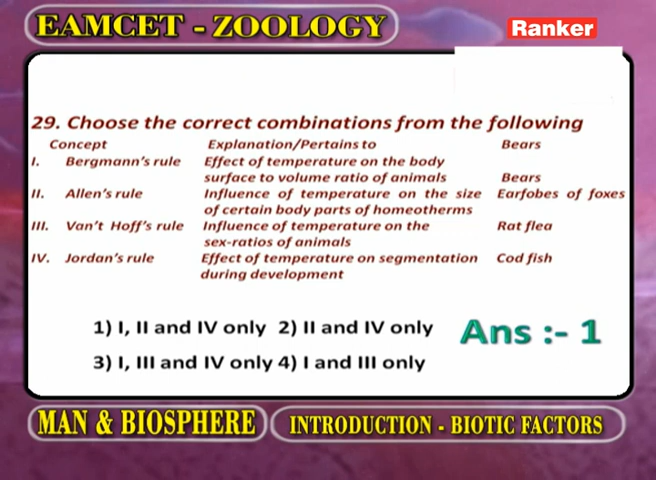 EAMCET - ZOOLOGY
Ranker
29. Choose the correct combinations from the following
Concept Explanation/Pertains to Bears
I. Bergmann's rule Effect of temperature on the body
surface to volume ratio of animals Bears
II. Allen's rule Influence of temperature on the size Earfobes of foxes
of certain body parts of homeotherms
III. Van't Hoff's rule Influence of temperature on the Rat flea
sex-ratios of animals
IV. Jordan's rule Effect of temperature on segmentation Cod fish
during development
1) I, II and IV only 2) II and IV only
Ans :- 1
3) I, III and IV only 4) I and III only
MAN & BIOSPHERE INTRODUCTION - BIOTIC FACTORS